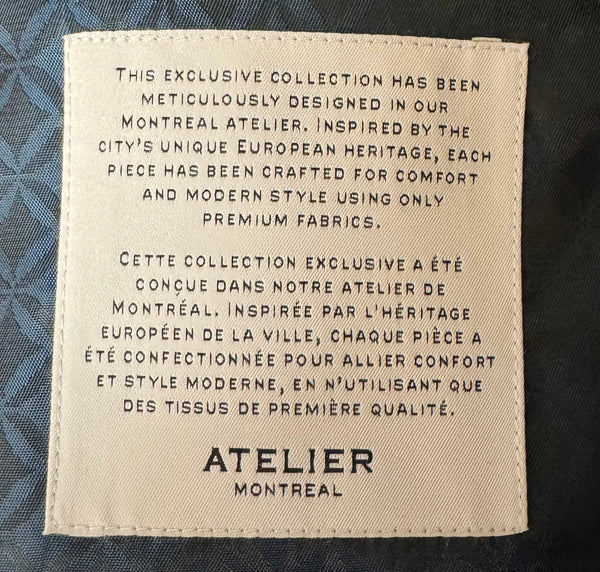 THIS EXCLUSIVE COLLECTION HAS BEEN
METICULOUSLY DESIGNED IN OUR
MONTREAL ATELIER. INSPIRED BY THE
CITY'S UNIQUE EUROPEAN HERITAGE, EACH
PIECE HAS BEEN CRAFTED FOR COMFORT
AND MODERN STYLE USING ONLY
PREMIUM FABRICS.
CETTE COLLECTION EXCLUSIVE A ÉTÉ
CONÇUE DANS NOTRE ATELIER DE
MONTRÉAL. INSPIRÉE PAR L'HÉRITAGE
EUROPÉEN DE LA VILLE, CHAQUE PIÈCE A
ÉTÉ CONFECTIONNÉE POUR ALLIER CONFORT
ET STYLE MODERNE, EN N'UTILISANT QUE
DES TISSUS DE PREMIÈRE QUALITÉ.
ATELIER
MONTREAL